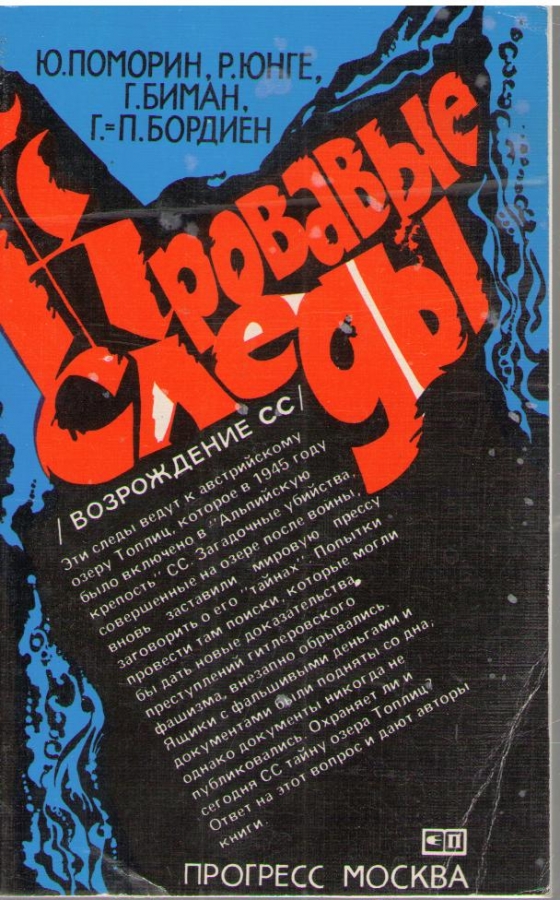 Ю.ПОМОРИН, Р.ЮНГЕ,
Г.БИМАН,
Г.=П.БОРДИЕН
Кровавые
следы
/ВОЗРОЖДЕНИЕ СС/
Эти следы ведут к австрийскому
озеру Топлиц, которое в 1945 году
было включено в "Альпийскую
крепость" СС. Загадочные убийства,
совершенные на озере после войны,
вновь заставили мировую прессу
заговорить о его "тайнах". Попытки
провести там поиски, которые могли
бы дать новые доказательства
преступлений гитлеровского
фашизма, внезапно обрывались.
Ящики с фальшивыми деньгами и
документами были подняты со дна,
однако документы никогда не
публиковались. Охраняет ли и
сегодня СС тайну озера Топлиц?
Ответ на этот вопрос и дают авторы
книги.
ЄП
ПРОГРЕСС МОСКВА